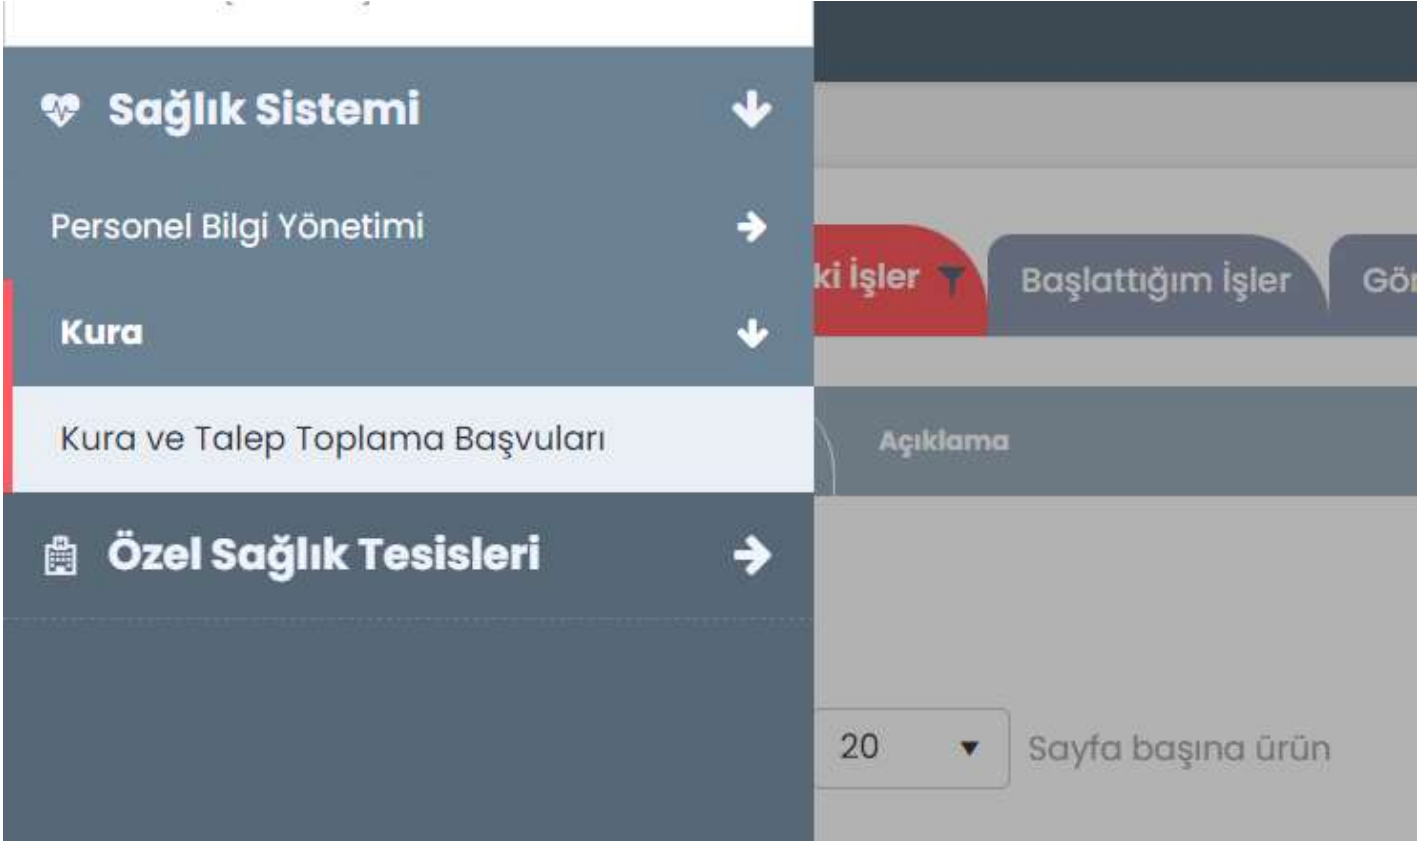 Sağlık Sistemi
Personel Bilgi Yönetimi
Kura
Kura ve Talep Toplama Başvuları
Özel Sağlık Tesisleri
ki İşler
Başlattığım İşler
Gör
Açıklama
20
Sayfa başına ürün